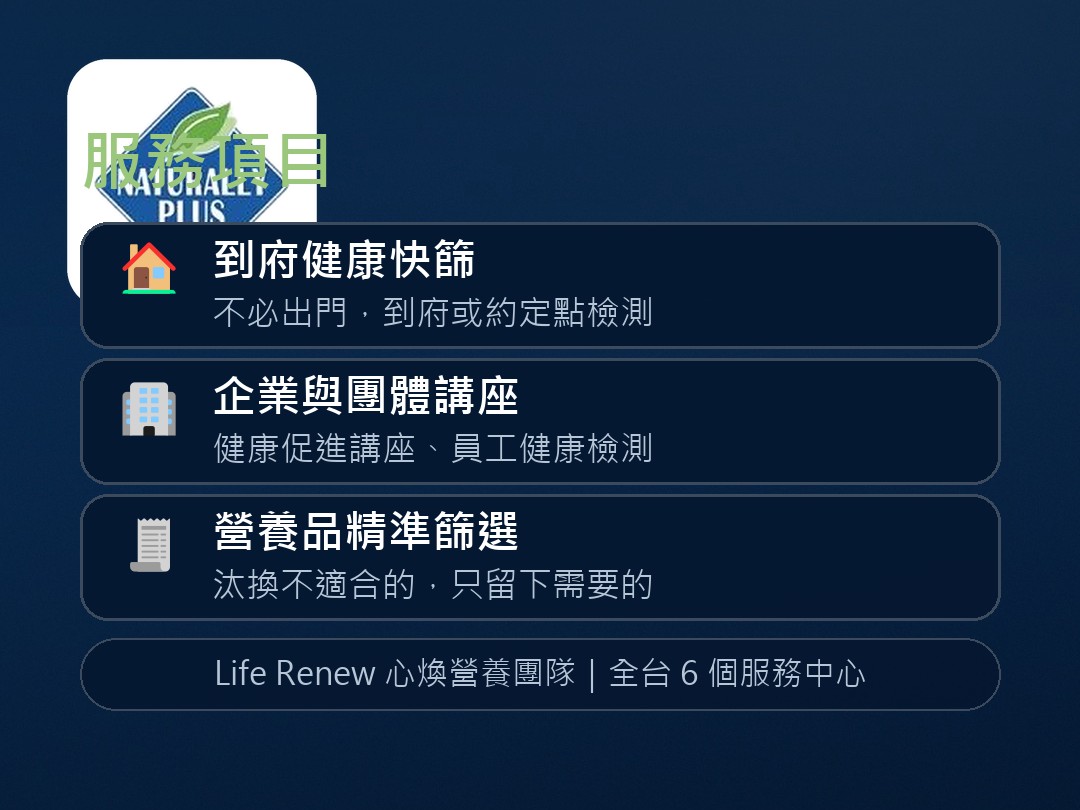 服務項目
NATURALLY
PLUS
到府健康快篩
不必出門，到府或約定點檢測
企業與團體講座
健康促進講座、員工健康檢測
營養品精準篩選
汰換不適合的，只留下需要的
Life Renew 心煥營養團隊｜全台 6 個服務中心